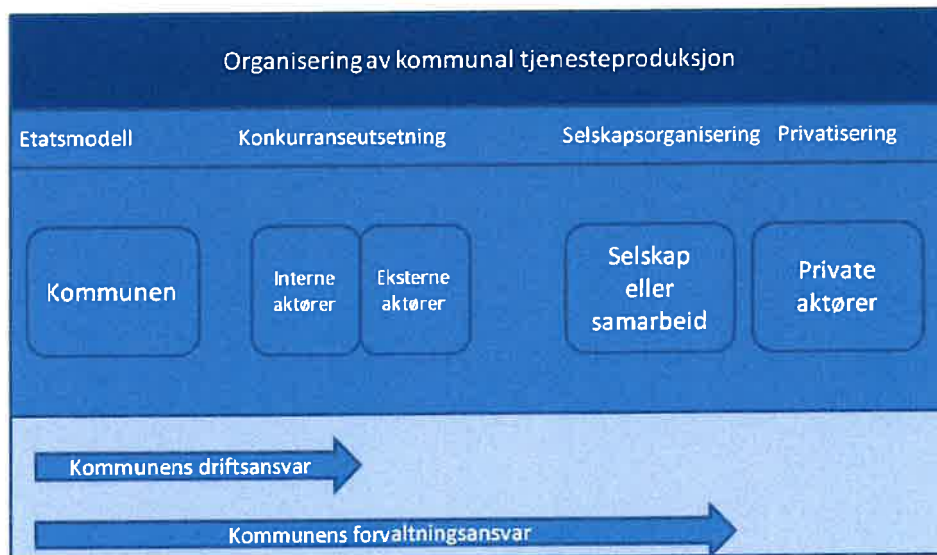 Organisering av kommunal tjenesteproduksjon
Etatsmodell
Konkurranseutsetning
Selskapsorganisering
Privatisering
Kommunen
Interne
aktører
Eksterne
aktører
Selskap
eller
samarbeid
Private
aktører
Kommunens driftsansvar
Kommunens forvaltningsansvar